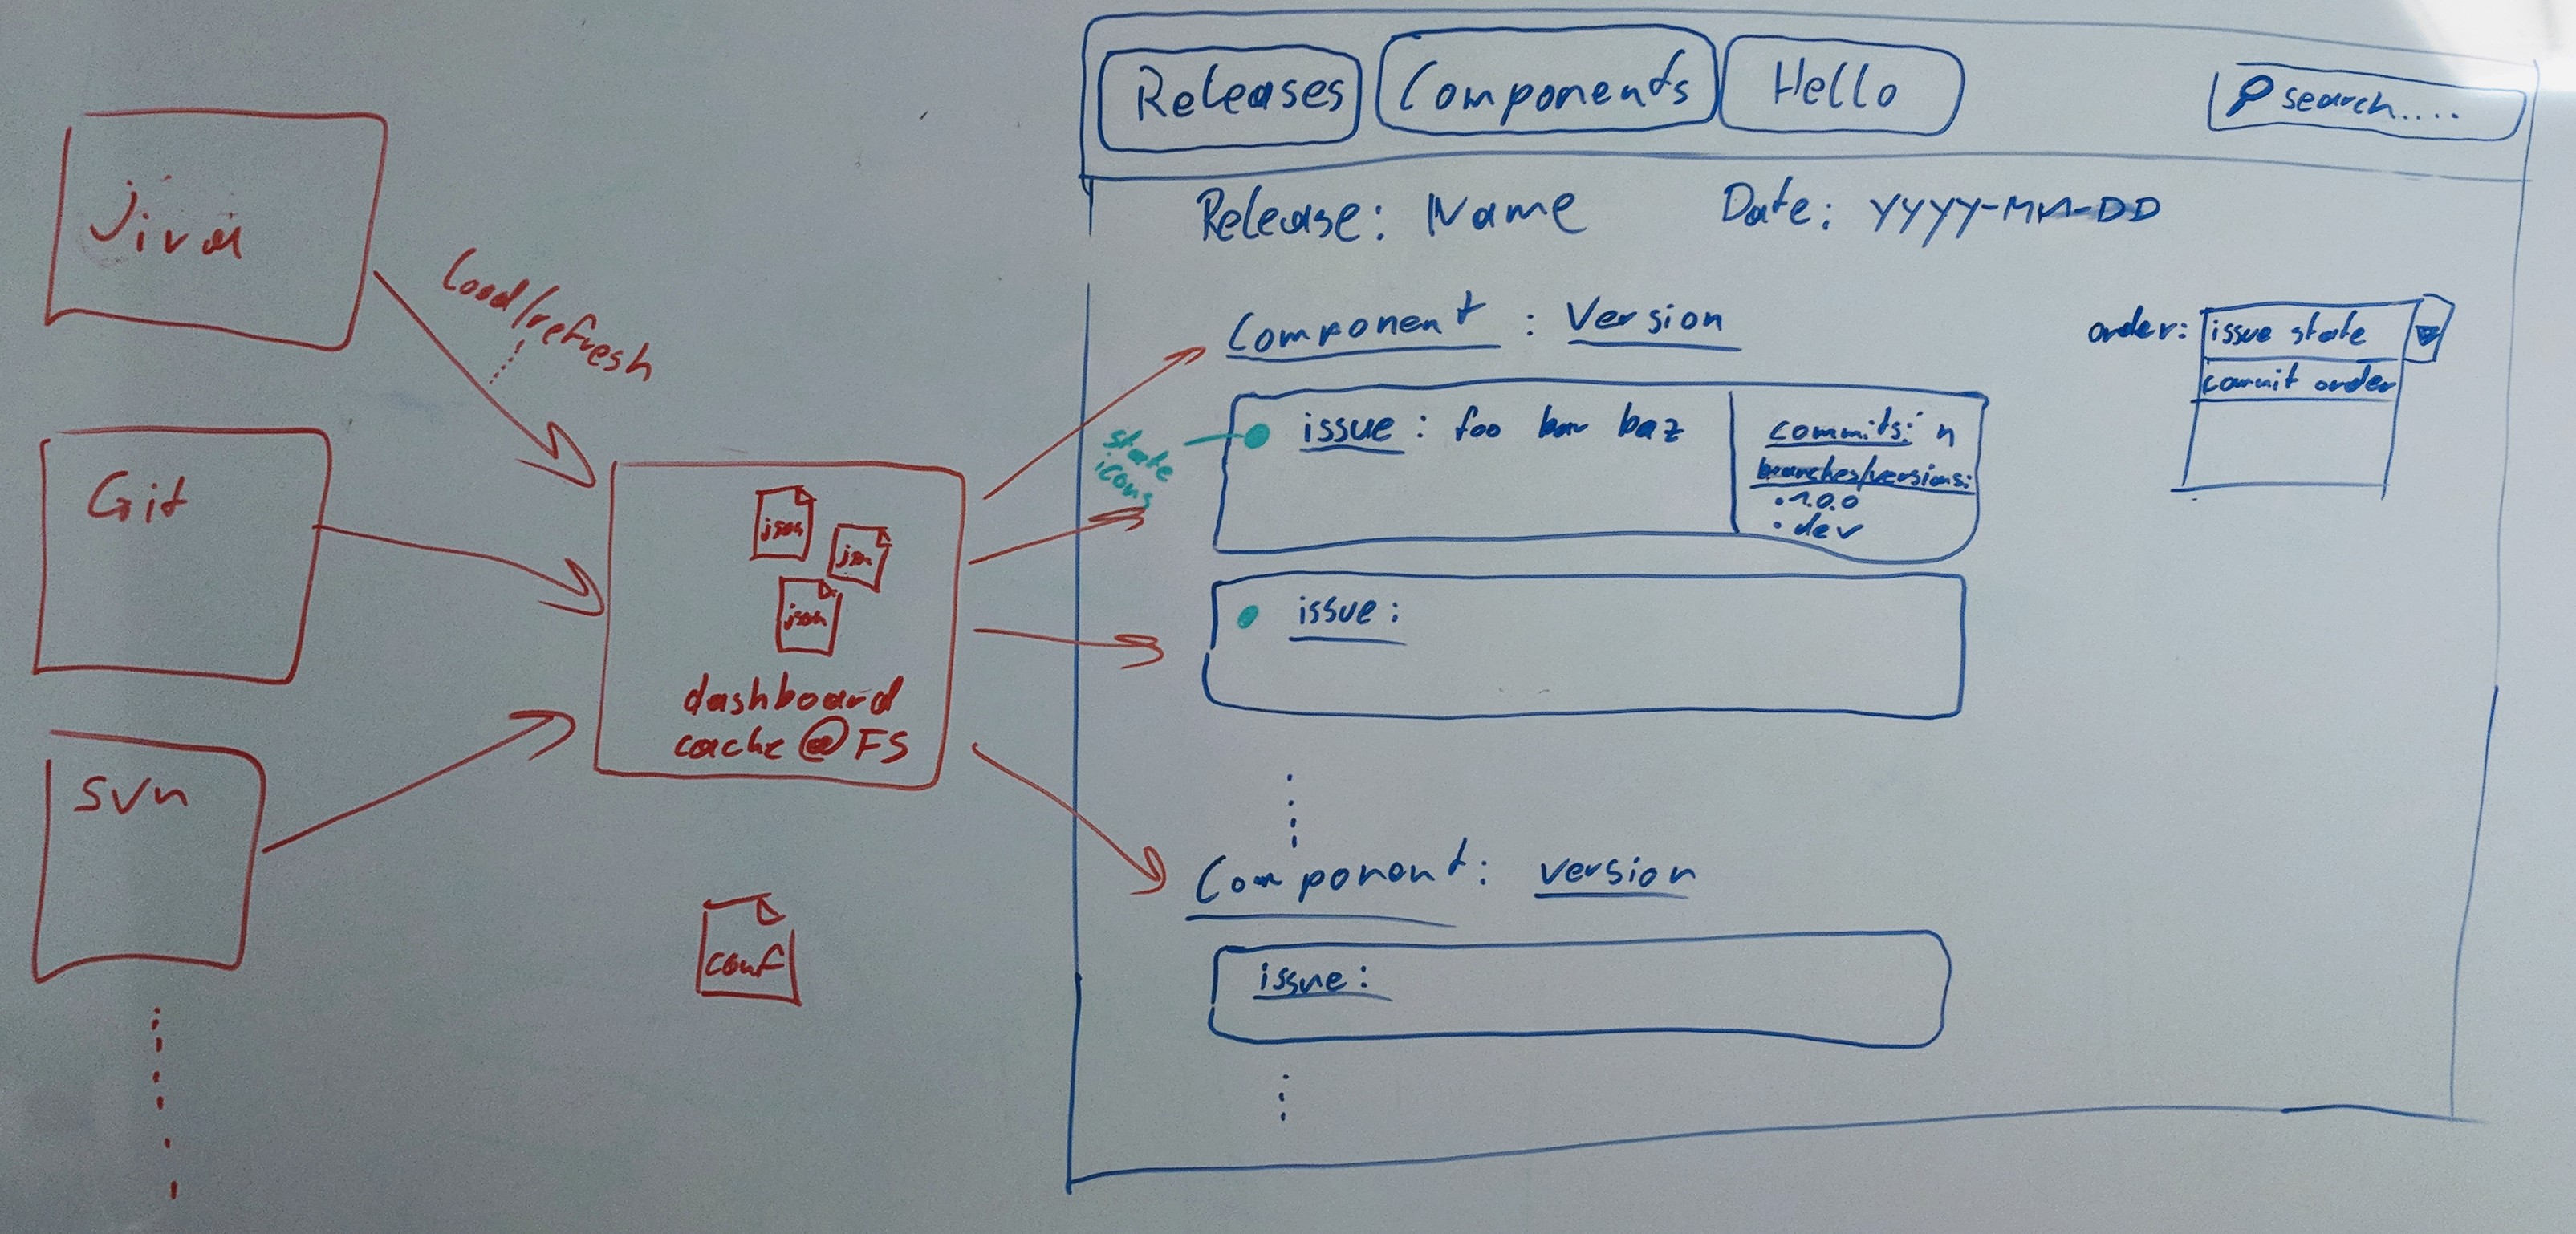 Jira
load/refresh
Git
svn
json
json
json
dashboard
cache @ FS
conf
Releases
Components
Hello
search....
Release: Name
Date: YYYY-MM-DD
Component : Version
order:
issue state
commit order
state
icons
issue : foo bar baz
commits: n
branches/versions:
• 1.0.0
• dev
issue :
Component: version
issue :